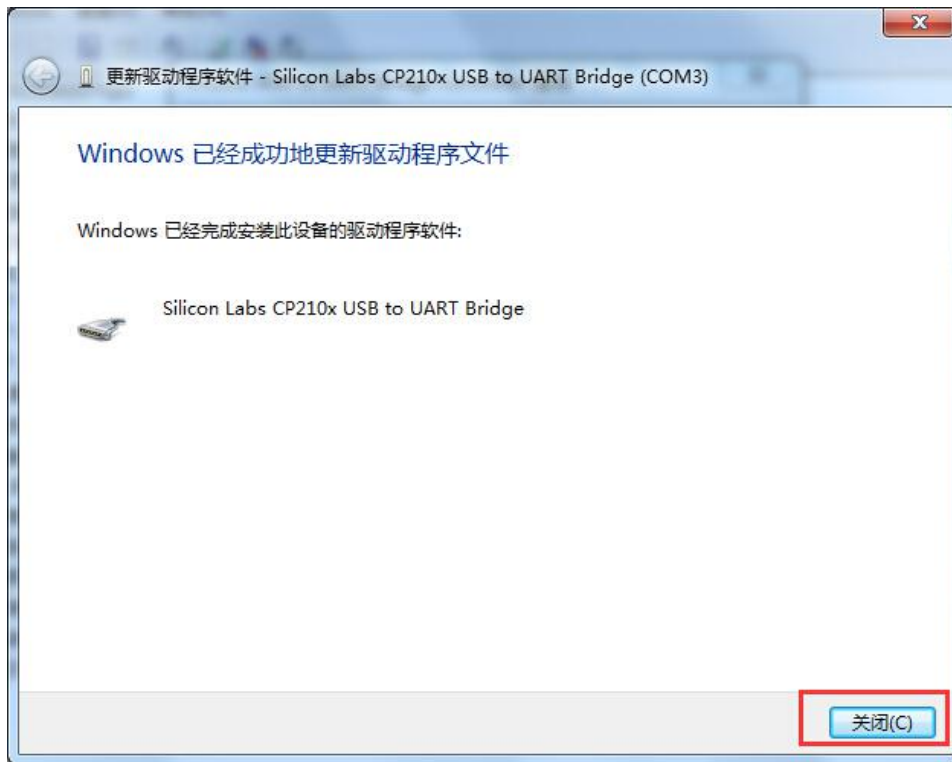 更新驱动程序软件 - Silicon Labs CP210x USB to UART Bridge (COM3)
Windows 已经成功地更新驱动程序文件
Windows 已经完成安装此设备的驱动程序软件:
Silicon Labs CP210x USB to UART Bridge
关闭(C)